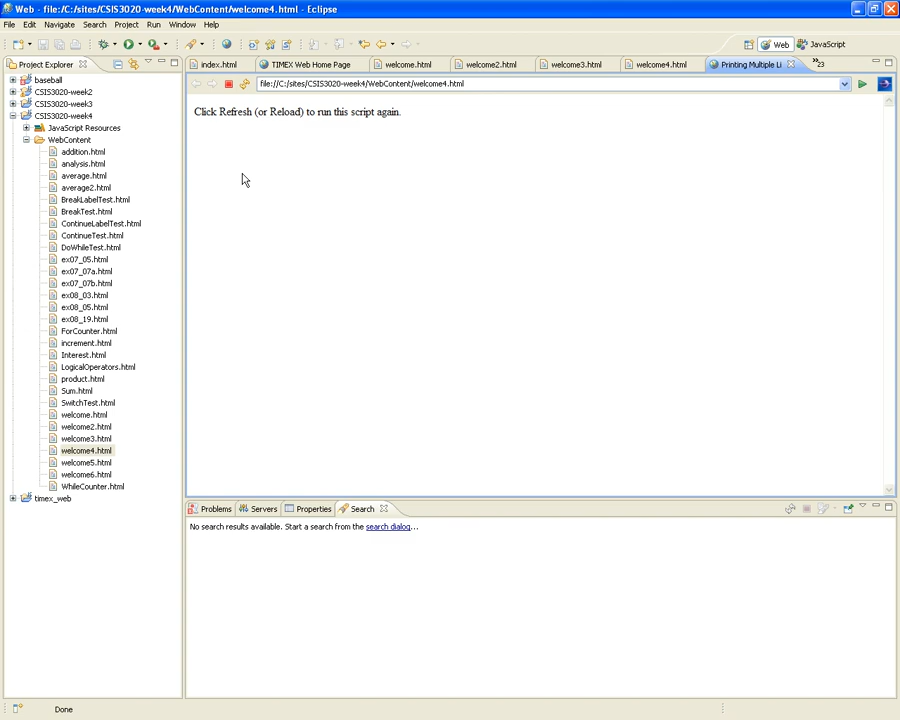 Web - file:/C:/sites/CSIS3020-week4/WebContent/welcome4.html - Eclipse
File Edit Navigate Search Project Run Window Help
Web JavaScript
Project Explorer
index.html TIMEX Web Home Page welcome.html welcome2.html welcome3.html welcome4.html Printing Multiple Li »23
file://C:/sites/CSIS3020-week4/WebContent/welcome4.html
Click Refresh (or Reload) to run this script again.
baseball
CSIS3020-week2
CSIS3020-week3
CSIS3020-week4
JavaScript Resources
WebContent
addition.html
analysis.html
average.html
average2.html
BreakLabelTest.html
BreakTest.html
ContinueLabelTest.html
ContinueTest.html
DoWhileTest.html
ex07_05.html
ex07_07a.html
ex07_07b.html
ex08_03.html
ex08_05.html
ex08_19.html
ForCounter.html
increment.html
Interest.html
LogicalOperators.html
product.html
Sum.html
SwitchTest.html
welcome.html
welcome2.html
welcome3.html
welcome4.html
welcome5.html
welcome6.html
WhileCounter.html
timex_web
Problems Servers Properties Search
No search results available. Start a search from the search dialog...
Done